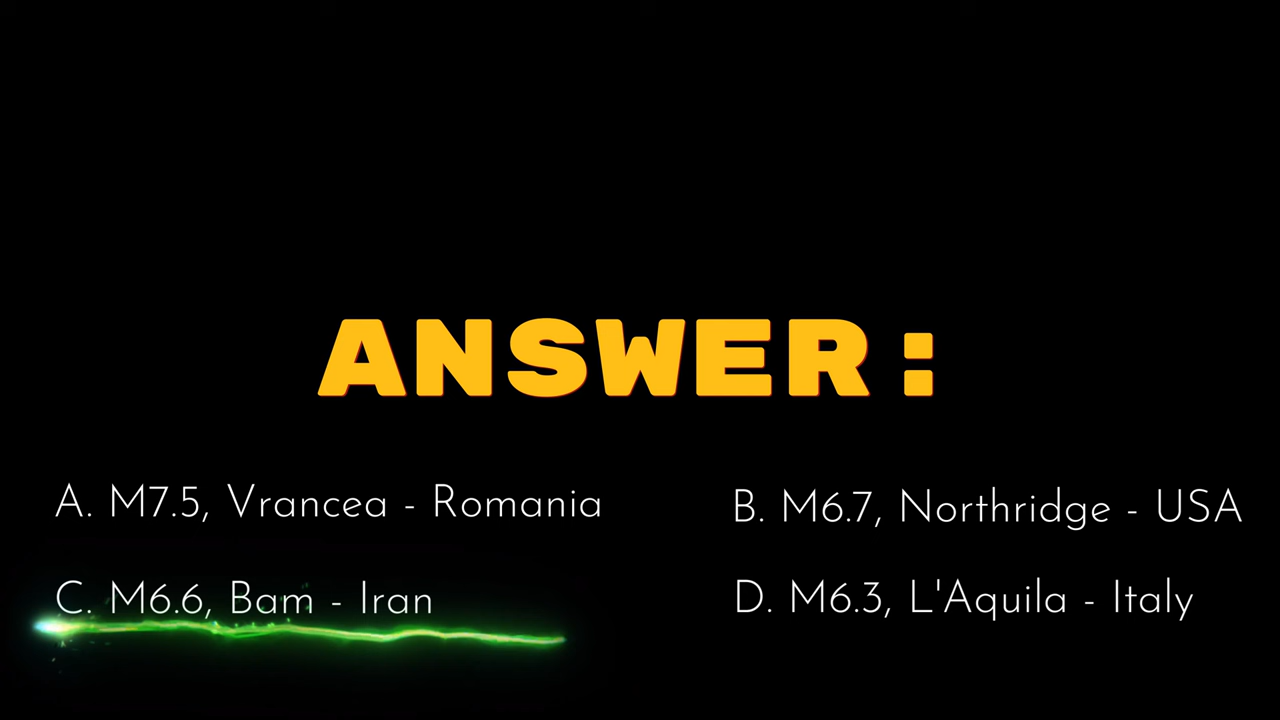 ANSWER:
A. M7.5, Vrancea - Romania
B. M6.7, Northridge - USA
C. M6.6, Bam - Iran
D. M6.3, L'Aquila - Italy